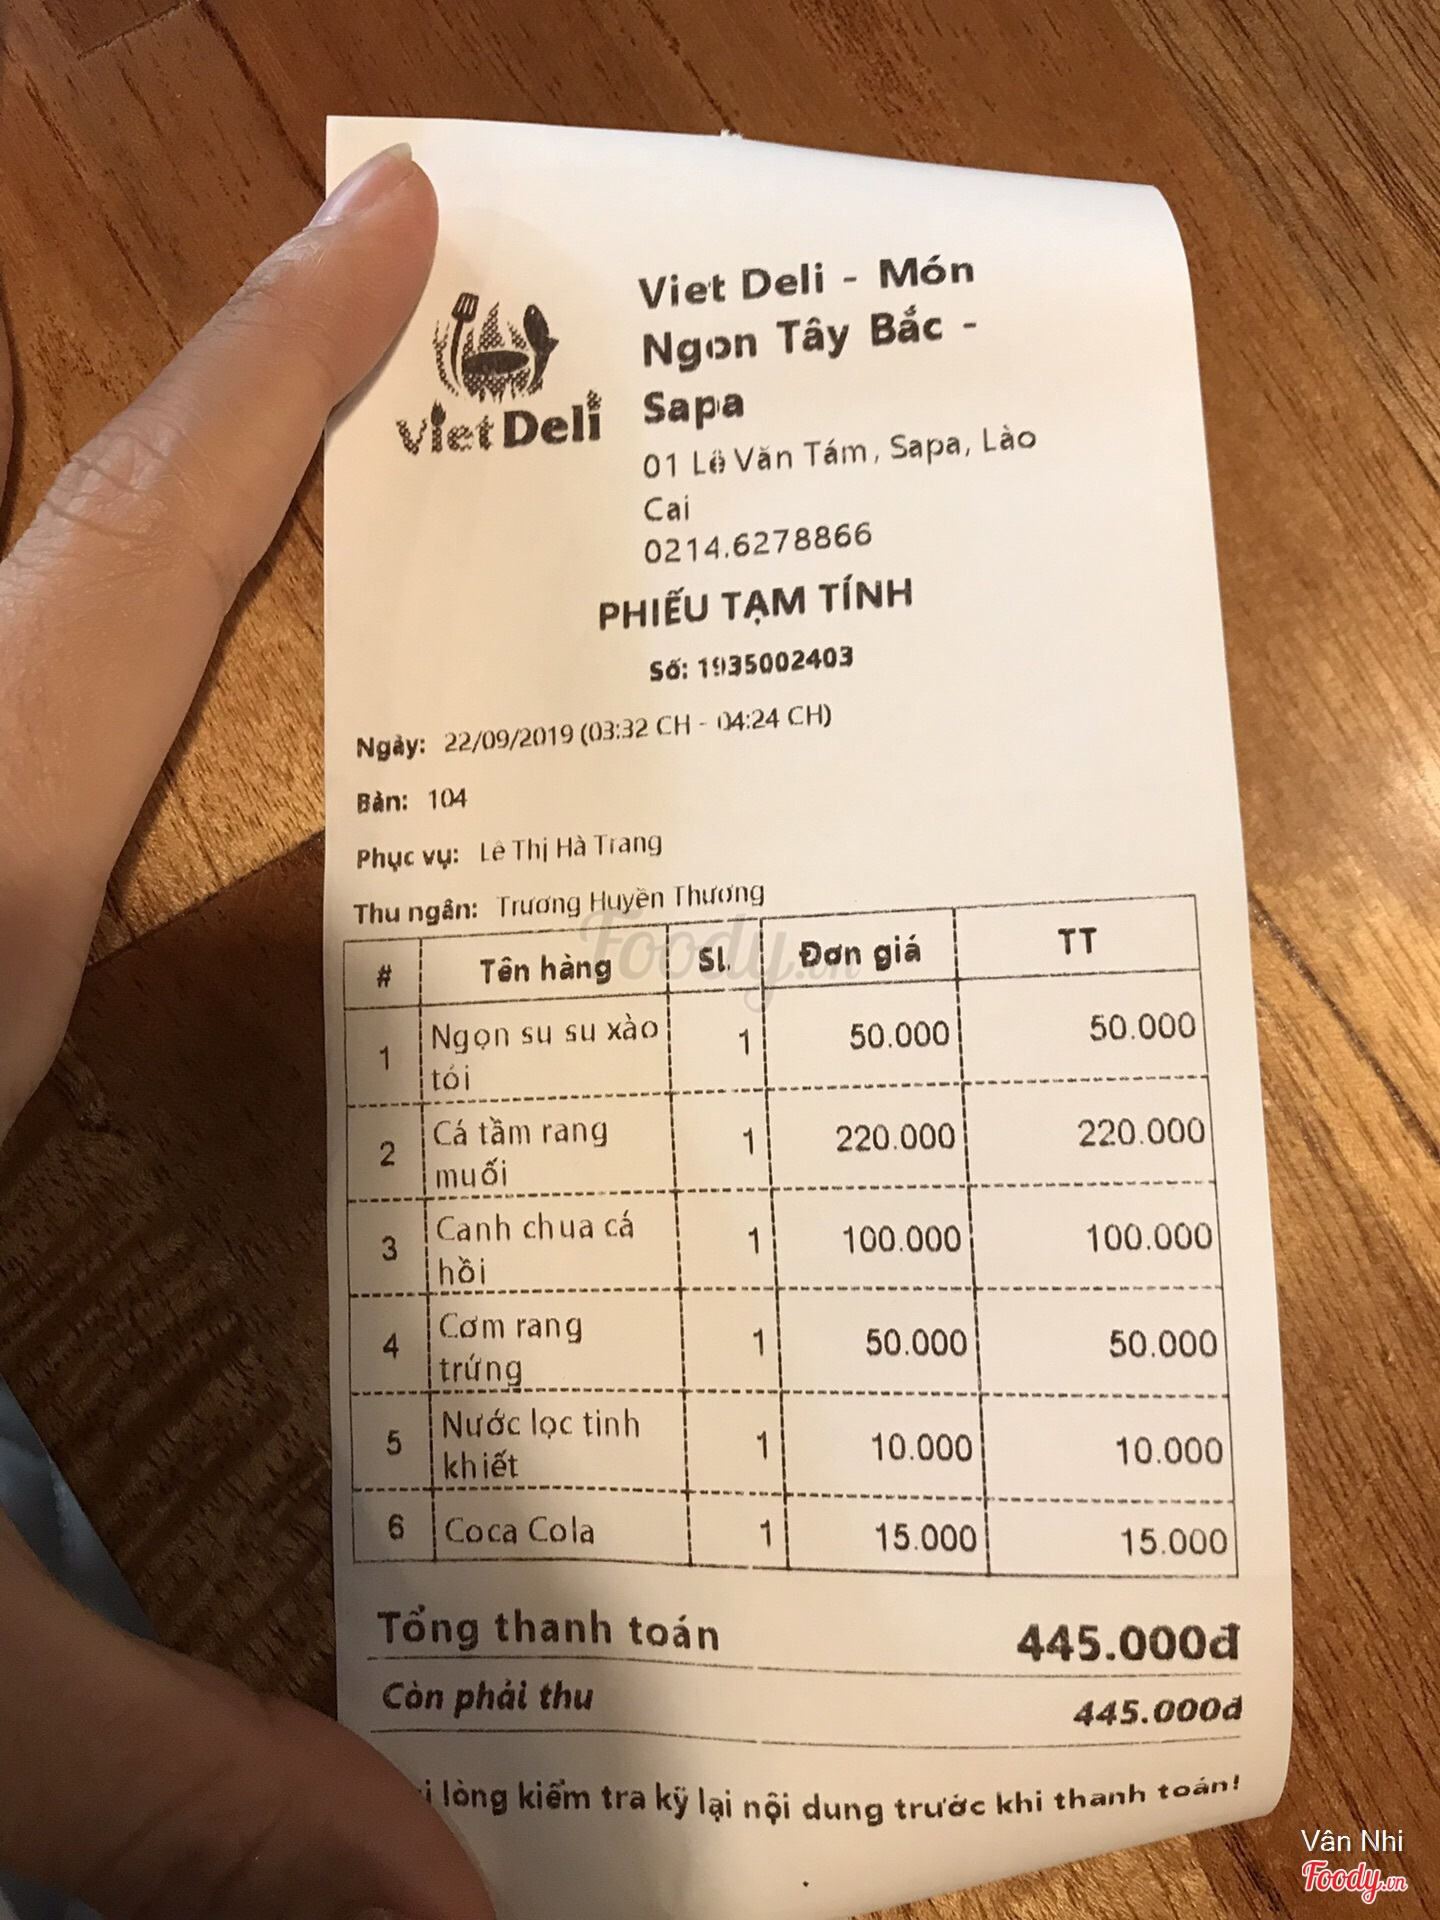 Viet Deli
Viet Deli - Món
Ngon Tây Bắc -
Sapa
01 Lê Văn Tám, Sapa, Lào
Cai
0214.6278866
PHIẾU TẠM TÍNH
Số: 1935002403
Ngày: 22/09/2019 (03:32 CH - 04:24 CH)
Bàn: 104
Phục vụ: Lê Thị Hà Trang
Thu ngân: Trương Huyền Thương
# Tên hàng SL Đơn giá TT
1 Ngọn su su xào 1 50.000 50.000
tỏi
2 Cá tầm rang 1 220.000 220.000
muối
3 Canh chua cá 1 100.000 100.000
hồi
4 Cơm rang 1 50.000 50.000
trứng
5 Nước lọc tinh 1 10.000 10.000
khiết
6 Coca Cola 1 15.000 15.000
Tổng thanh toán 445.000đ
Còn phải thu 445.000đ
lòng kiểm tra kỹ lại nội dung trước khi thanh toán!
Foody.vn
Vân Nhi
Foody.vn